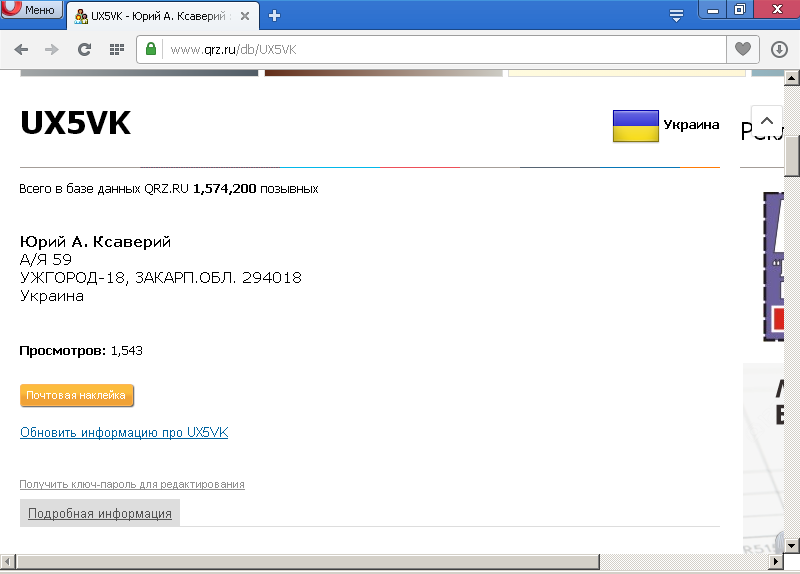 Меню
UX5VK - Юрий А. Ксаверий
www.qrz.ru/db/UX5VK
UX5VK
Украина
Всего в базе данных QRZ.RU 1,574,200 позывных
Юрий А. Ксаверий
А/Я 59
УЖГОРОД-18, ЗАКАРП.ОБЛ. 294018
Украина
Просмотров: 1,543
Почтовая наклейка
Обновить информацию про UX5VK
Получить ключ-пароль для редактирования
Подробная информация